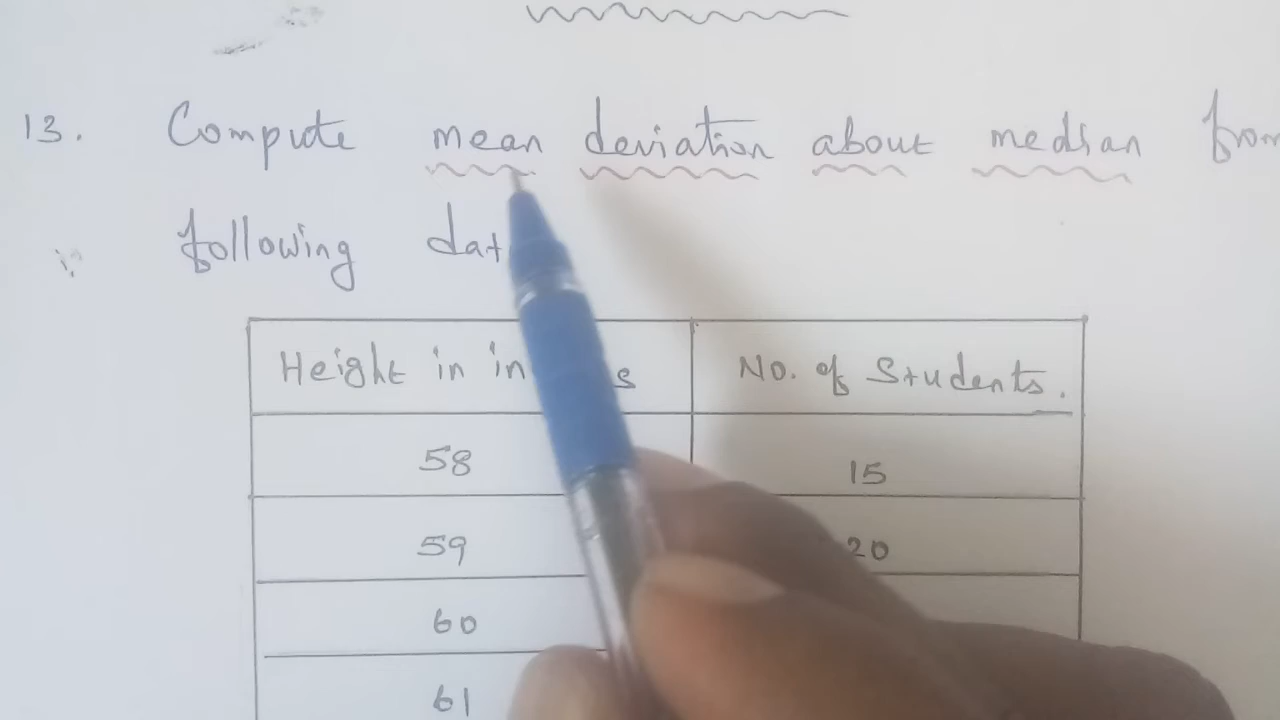 13. Compute mean deviation about median from
following dat
Height in in s No. of Students.
58 15
59 20
60
61